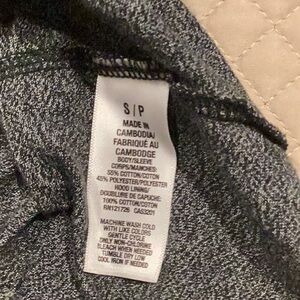 S / P
MADE IN
CAMBODIA/
FABRIQUÉ AU
CAMBODGE
BODY/SLEEVE
CORPS/MANCHES:
55% COTTON/COTON
45% POLYESTER/POLYESTER
HOOD LINING/
DOUBLURE DE CAPUCHE:
100% COTTON/COTON
RN121726 CA53201
MACHINE WASH COLD
WITH LIKE COLORS
GENTLE CYCLE
ONLY NON-CHLORINE
BLEACH WHEN NEEDED
TUMBLE DRY LOW
COOL IRON IF NEEDED